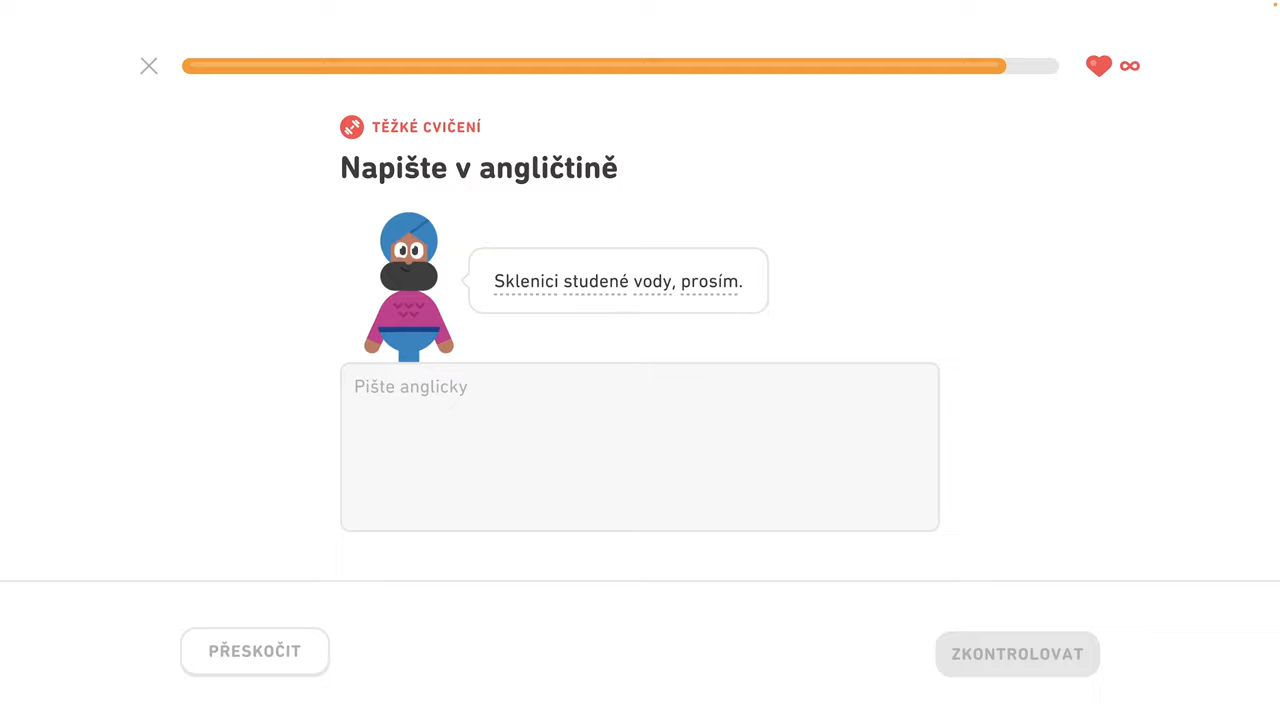 TĚŽKÉ CVIČENÍ
Napište v angličtině
Sklenici studené vody, prosím.
Pište anglicky
PŘESKOČIT
ZKONTROLOVAT